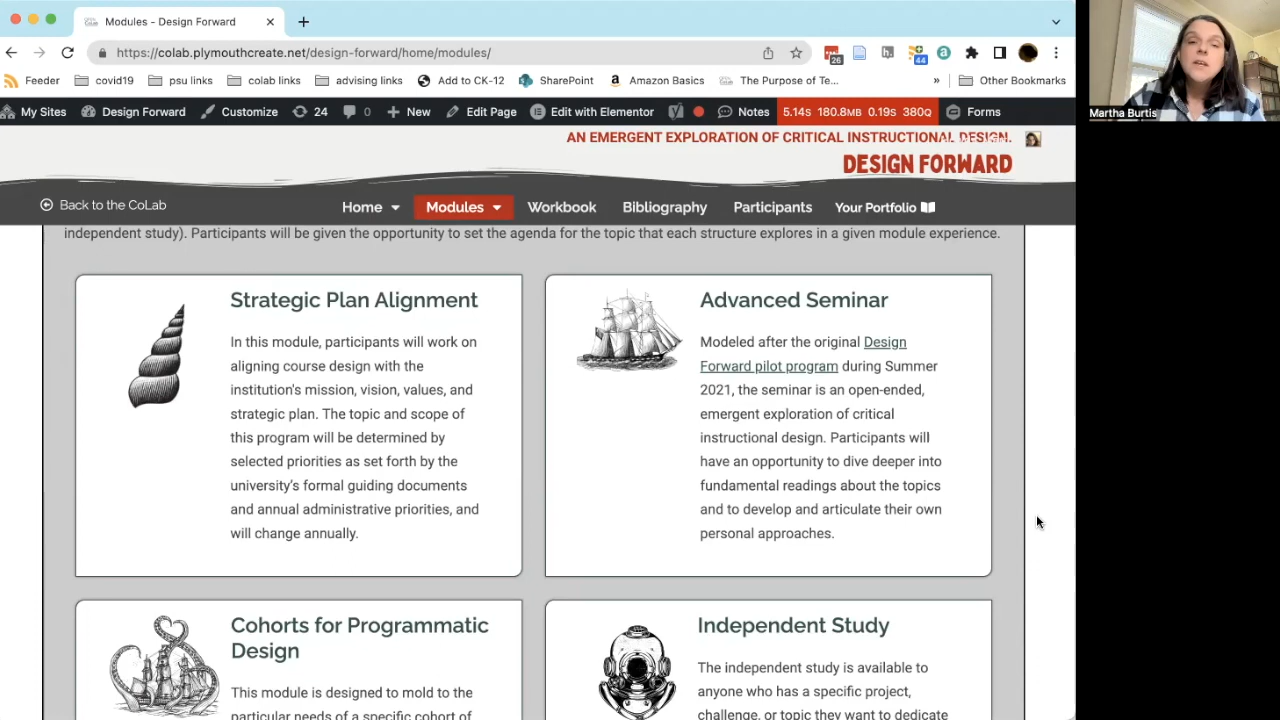 Modules - Design Forward
https://colab.plymouthcreate.net/design-forward/home/modules/
26
44
Feeder covid19 psu links colab links advising links Add to CK-12 SharePoint Amazon Basics The Purpose of Te... » Other Bookmarks
My Sites Design Forward Customize 24 0 New Edit Page Edit with Elementor Notes 5.14S 180.8MB 0.19S 380Q Forms
AN EMERGENT EXPLORATION OF CRITICAL INSTRUCTIONAL DESIGN.
DESIGN FORWARD
Back to the CoLab Home Modules Workbook Bibliography Participants Your Portfolio
independent study). Participants will be given the opportunity to set the agenda for the topic that each structure explores in a given module experience.
Strategic Plan Alignment
In this module, participants will work on
aligning course design with the
institution's mission, vision, values, and
strategic plan. The topic and scope of
this program will be determined by
selected priorities as set forth by the
university's formal guiding documents
and annual administrative priorities, and
will change annually.
Advanced Seminar
Modeled after the original Design
Forward pilot program during Summer
2021, the seminar is an open-ended,
emergent exploration of critical
instructional design. Participants will
have an opportunity to dive deeper into
fundamental readings about the topics
and to develop and articulate their own
personal approaches.
Cohorts for Programmatic
Design
This module is designed to mold to the
particular needs of a specific cohort of
Independent Study
The independent study is available to
anyone who has a specific project,
challenge, or topic they want to dedicate
Martha Burtis